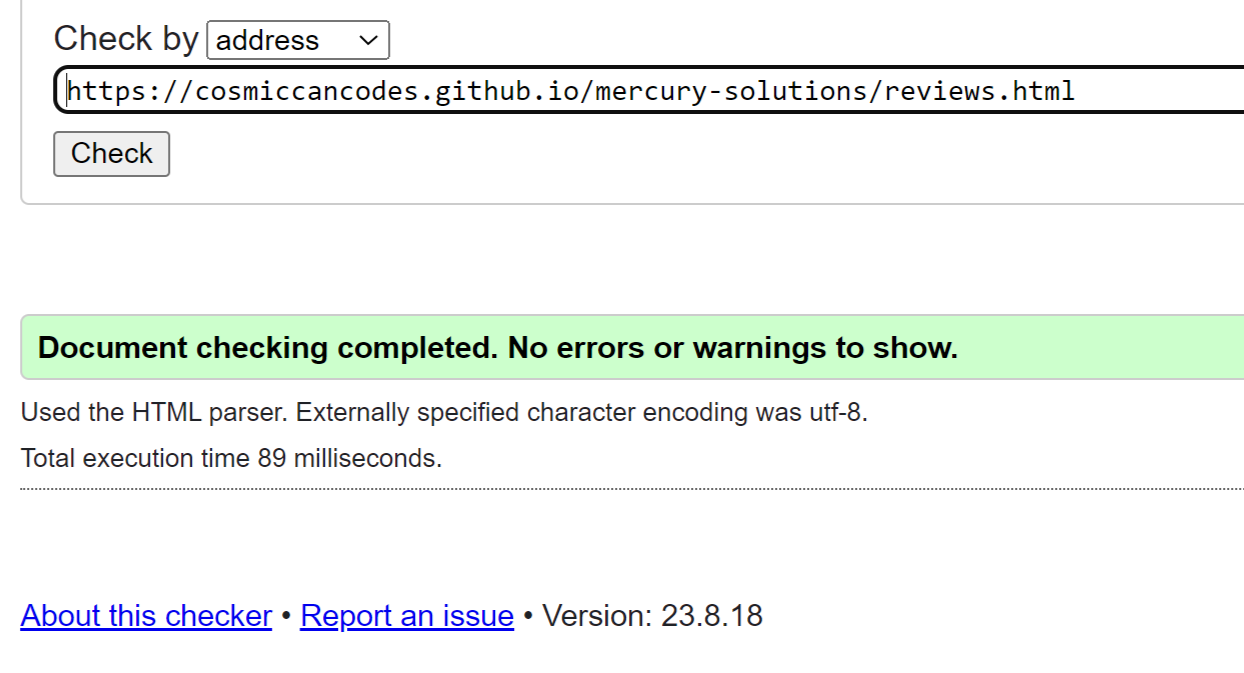 Check by address
https://cosmiccancodes.github.io/mercury-solutions/reviews.html
Check
Document checking completed. No errors or warnings to show.
Used the HTML parser. Externally specified character encoding was utf-8.
Total execution time 89 milliseconds.
About this checker • Report an issue • Version: 23.8.18